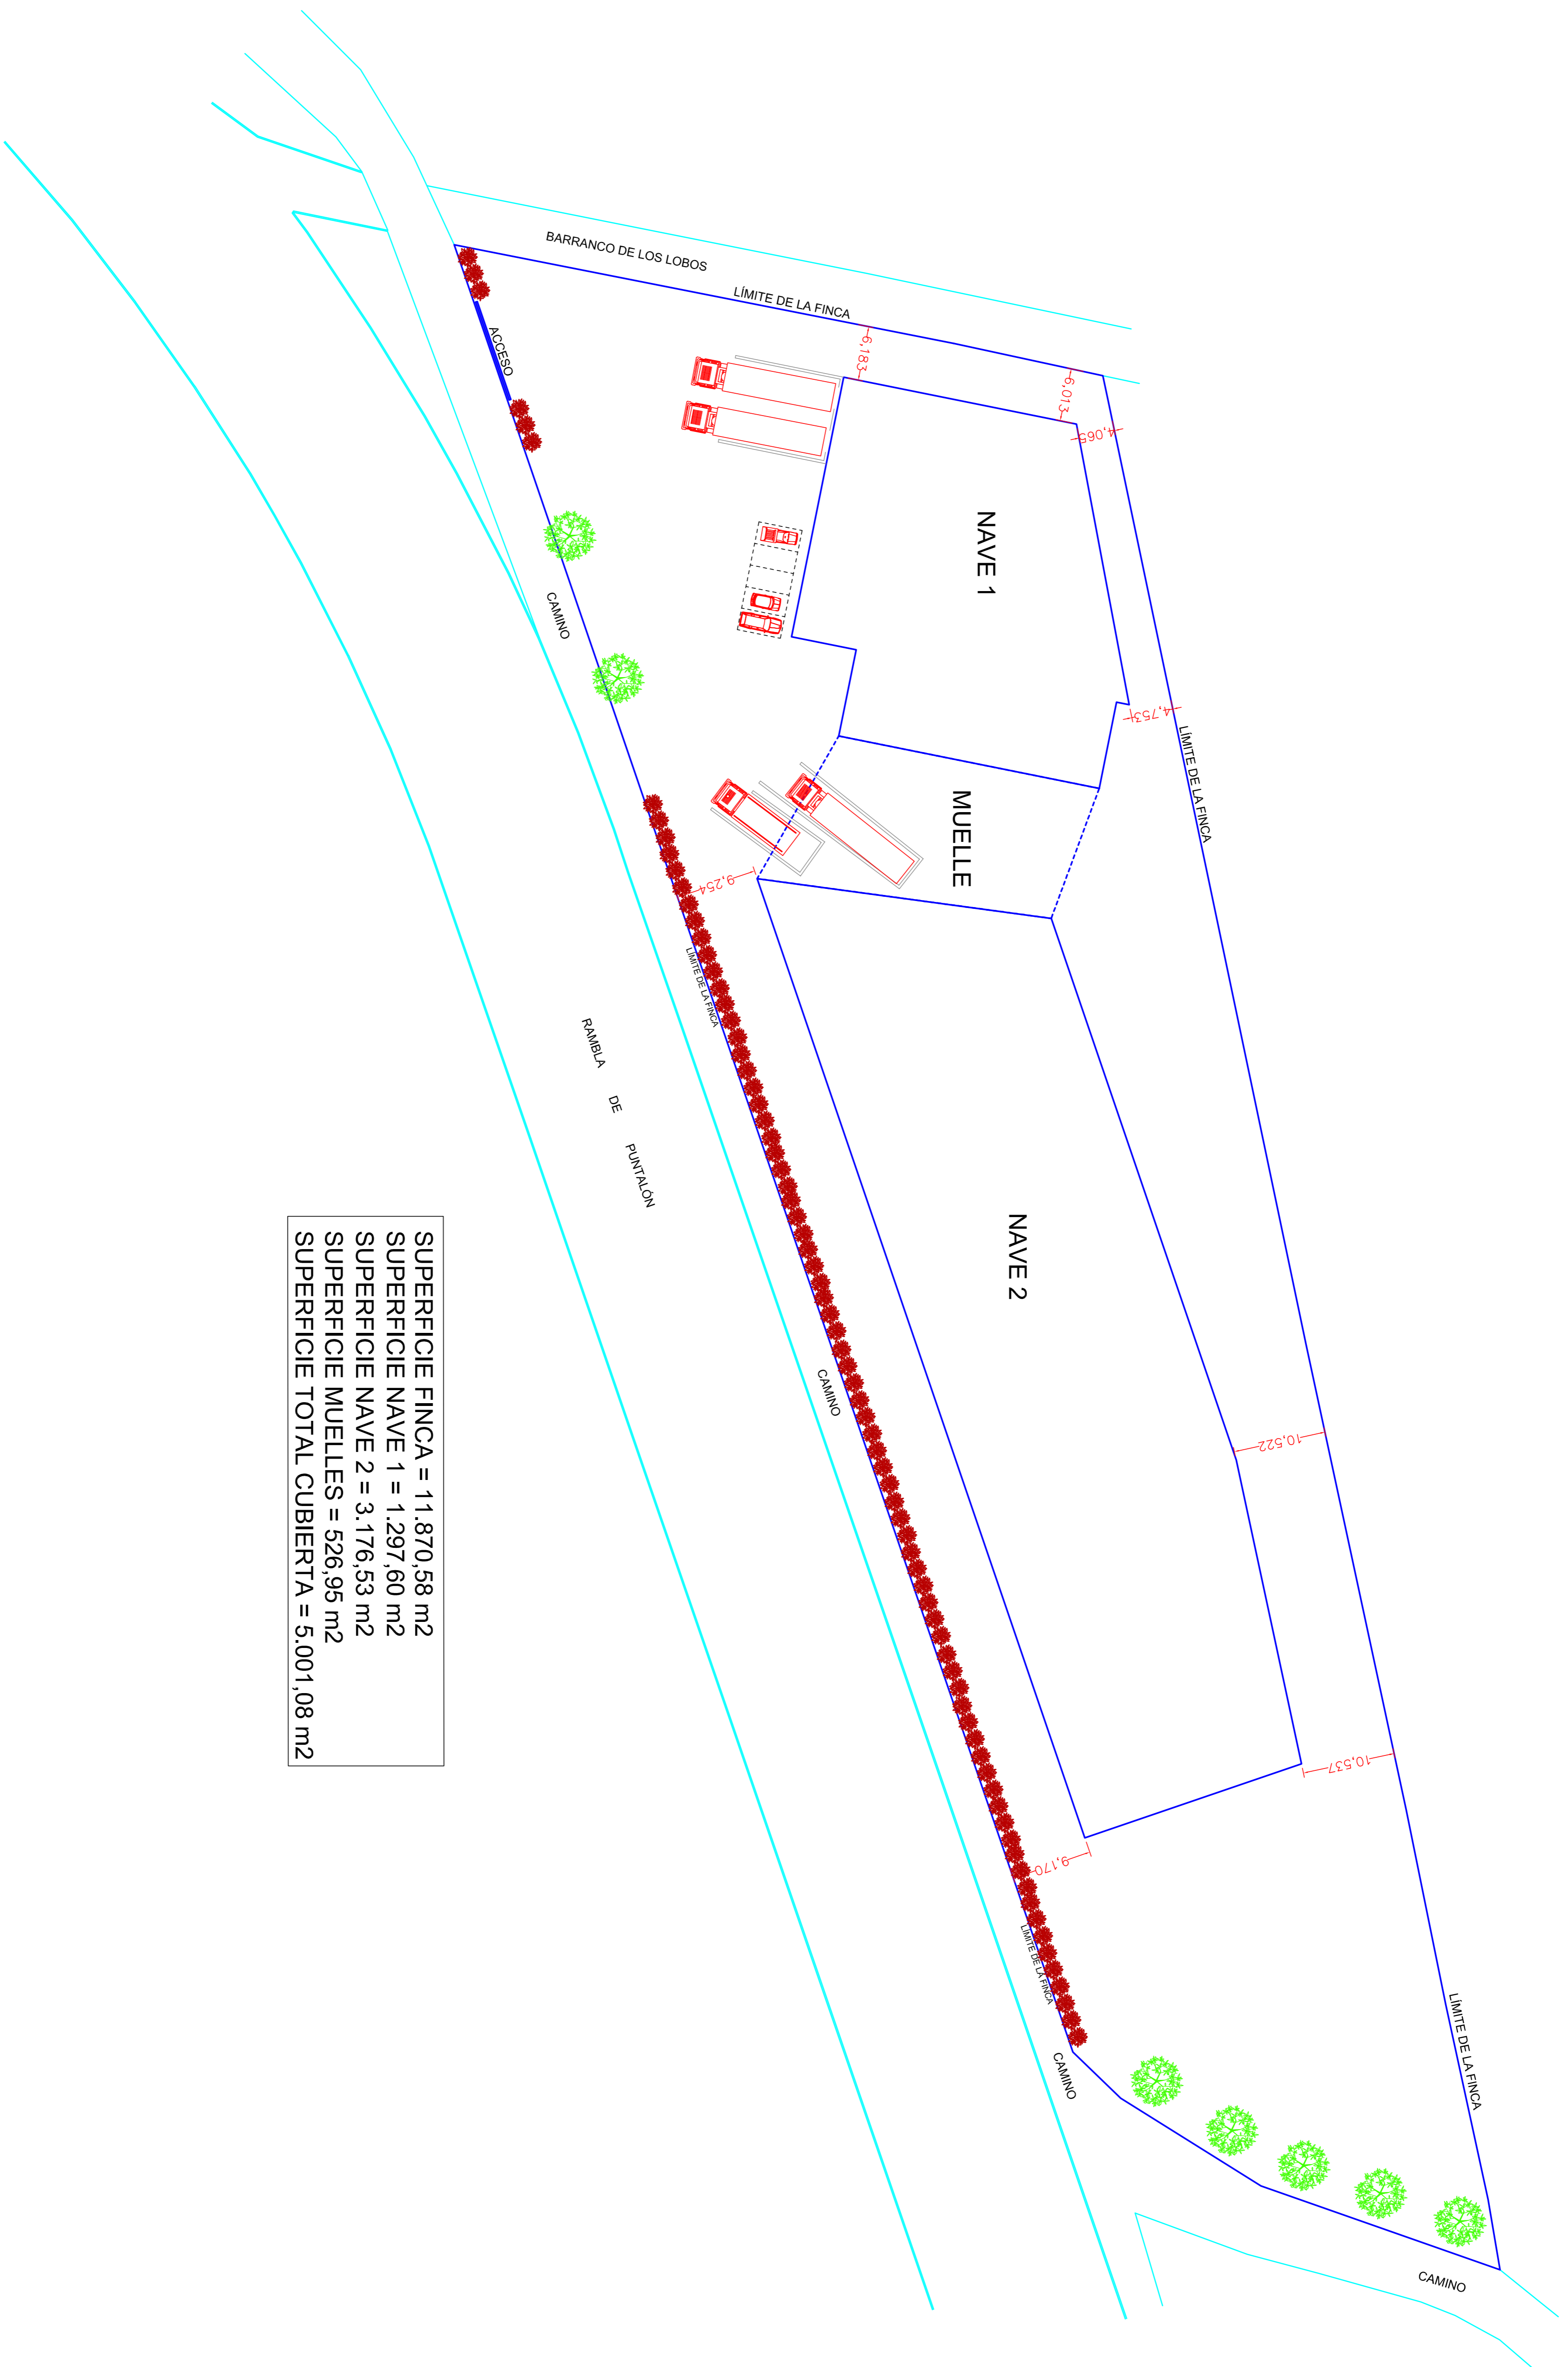 BARRANCO DE LOS LOBOS
LÍMITE DE LA FINCA
6,183
6,013
4,065
ACCESO
NAVE 1
CAMINO
4,753
LÍMITE DE LA FINCA
MUELLE
9,254
LÍMITE DE LA FINCA
RAMBLA DE PUNTALÓN
NAVE 2
CAMINO
10,522
10,537
9,170
LÍMITE DE LA FINCA
LÍMITE DE LA FINCA
CAMINO
CAMINO
SUPERFICIE FINCA = 11.870,58 m2
SUPERFICIE NAVE 1 = 1.297,60 m2
SUPERFICIE NAVE 2 = 3.176,53 m2
SUPERFICIE MUELLES = 526,95 m2
SUPERFICIE TOTAL CUBIERTA = 5.001,08 m2